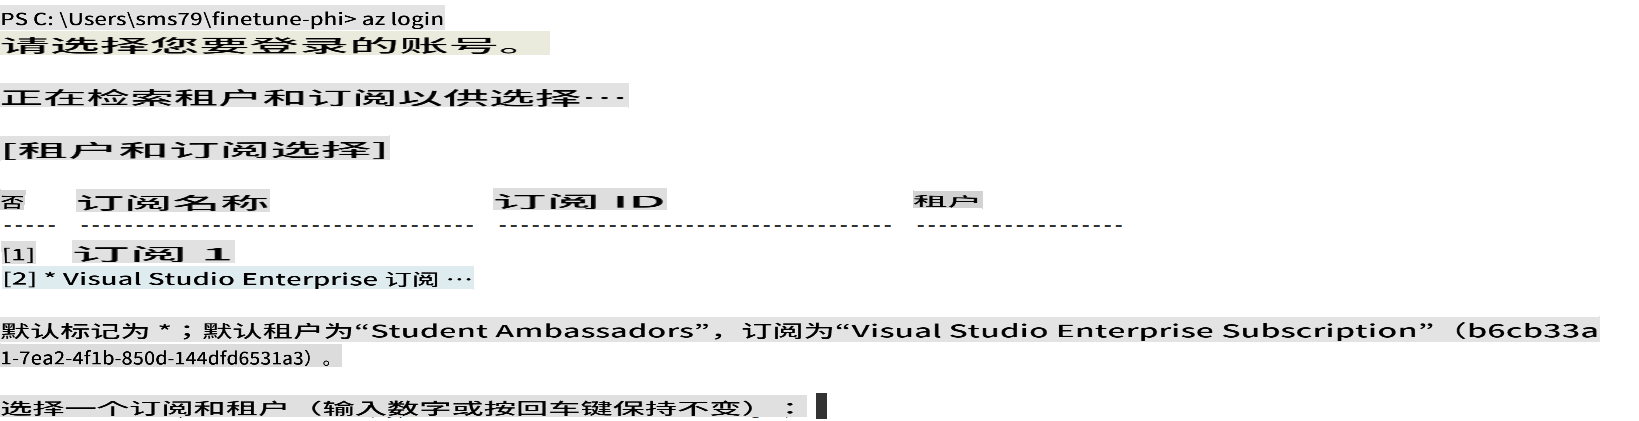 PS C: \Users\sms79\finetune-phi> az login
请选择您要登录的账号。
正在检索租户和订阅以供选择…
[租户和订阅选择]
否 订阅名称 订阅 ID 租户
----- ---------------------------------- --------------------------------- -----------------
[1] 订阅 1
[2] * Visual Studio Enterprise 订阅 …
默认标记为 * ；默认租户为“Student Ambassadors”，订阅为“Visual Studio Enterprise Subscription”（b6cb33a
1-7ea2-4f1b-850d-144dfd6531a3）。
选择一个订阅和租户（输入数字或按回车键保持不变）：